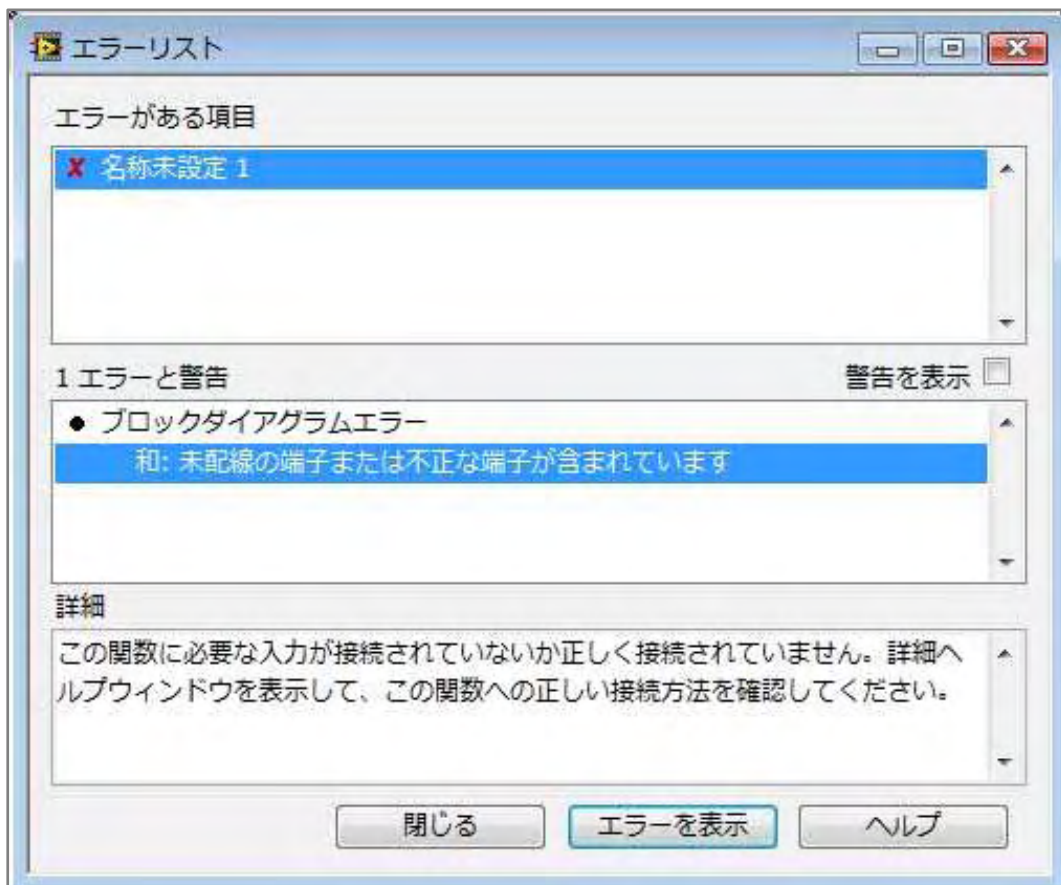 エラーリスト
エラーがある項目
X 名称未設定 1
1 エラーと警告
警告を表示
● ブロックダイアグラムエラー
和: 未配線の端子または不正な端子が含まれています
詳細
この関数に必要な入力が接続されていないか正しく接続されていません。詳細ヘ
ルプウィンドウを表示して、この関数への正しい接続方法を確認してください。
閉じる
エラーを表示
ヘルプ